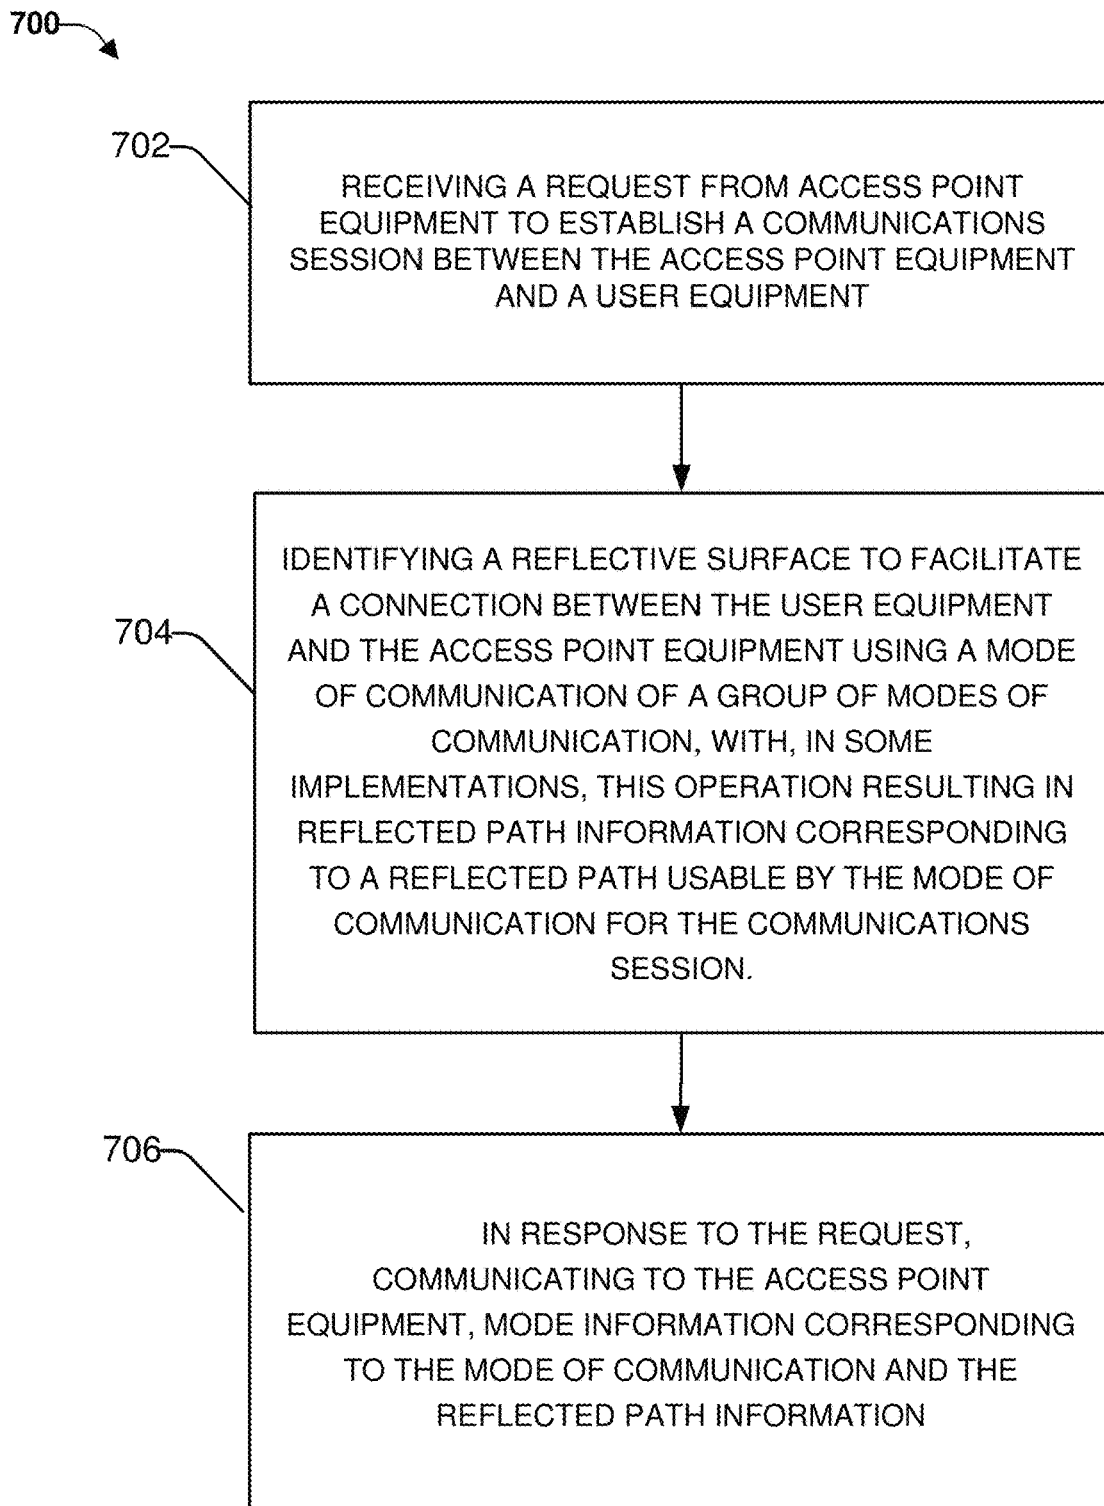 700
702
RECEIVING A REQUEST FROM ACCESS POINT
EQUIPMENT TO ESTABLISH A COMMUNICATIONS
SESSION BETWEEN THE ACCESS POINT EQUIPMENT
AND A USER EQUIPMENT
704
IDENTIFYING A REFLECTIVE SURFACE TO FACILITATE
A CONNECTION BETWEEN THE USER EQUIPMENT
AND THE ACCESS POINT EQUIPMENT USING A MODE
OF COMMUNICATION OF A GROUP OF MODES OF
COMMUNICATION, WITH, IN SOME
IMPLEMENTATIONS, THIS OPERATION RESULTING IN
REFLECTED PATH INFORMATION CORRESPONDING
TO A REFLECTED PATH USABLE BY THE MODE OF
COMMUNICATION FOR THE COMMUNICATIONS
SESSION.
706
IN RESPONSE TO THE REQUEST,
COMMUNICATING TO THE ACCESS POINT
EQUIPMENT, MODE INFORMATION CORRESPONDING
TO THE MODE OF COMMUNICATION AND THE
REFLECTED PATH INFORMATION